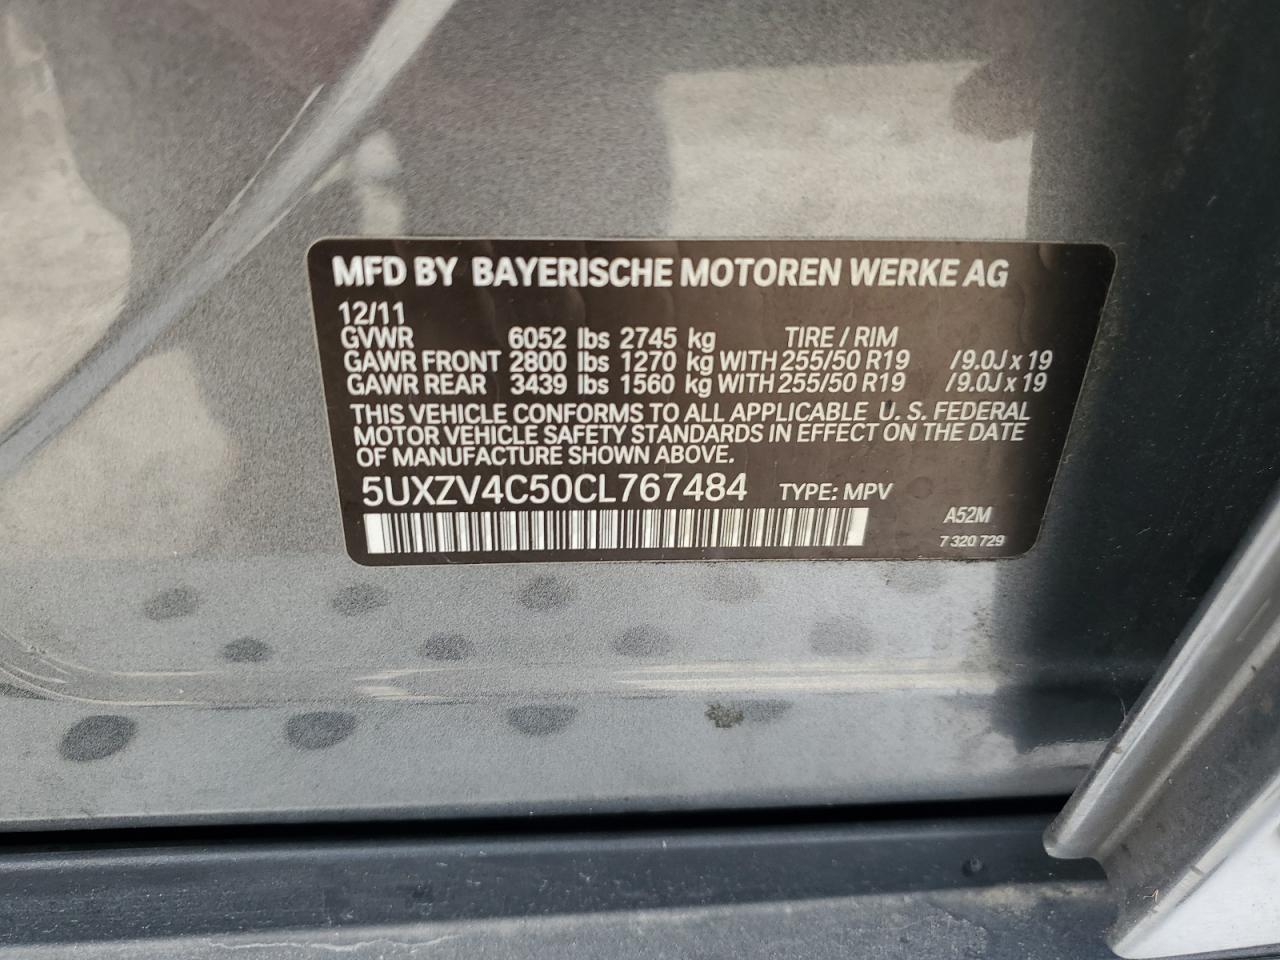 MFD BY BAYERISCHE MOTOREN WERKE AG
12/11
GVWR 6052 lbs 2745 kg TIRE / RIM
GAWR FRONT 2800 lbs 1270 kg WITH 255/50 R19 / 9.0J x 19
GAWR REAR 3439 lbs 1560 kg WITH 255/50 R19 / 9.0J x 19
THIS VEHICLE CONFORMS TO ALL APPLICABLE U. S. FEDERAL
MOTOR VEHICLE SAFETY STANDARDS IN EFFECT ON THE DATE
OF MANUFACTURE SHOWN ABOVE.
5UXZV4C50CL767484 TYPE: MPV
A52M
7 320 729